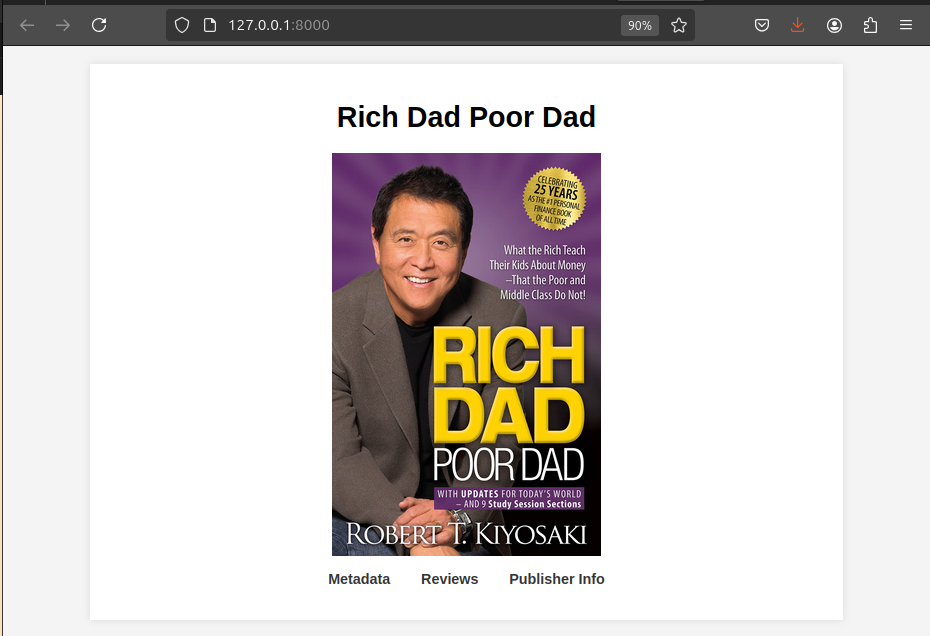 127.0.0.1:8000
90%
Rich Dad Poor Dad
CELEBRATING
25 YEARS
AS THE #1 PERSONAL
FINANCE BOOK
OF ALL TIME
What the Rich Teach
Their Kids About Money
–That the Poor and
Middle Class Do Not!
RICH
DAD
POOR DAD
WITH UPDATES FOR TODAY'S WORLD
– AND 9 Study Session Sections
ROBERT T. KIYOSAKI
Metadata Reviews Publisher Info